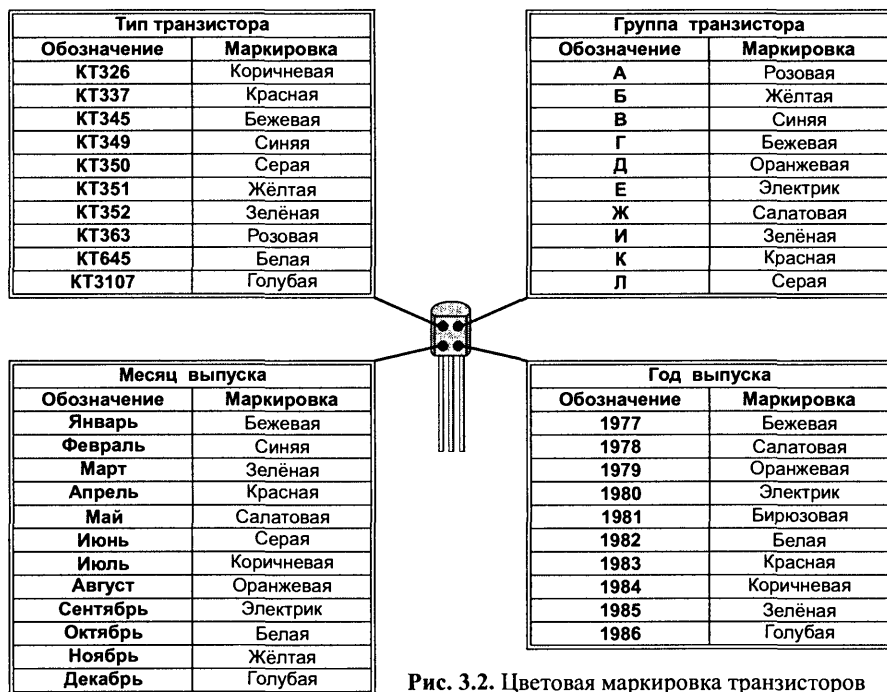 Тип транзистора
Обозначение Маркировка
КТ326 Коричневая
КТ337 Красная
КТ345 Бежевая
КТ349 Синяя
КТ350 Серая
КТ351 Жёлтая
КТ352 Зелёная
КТ363 Розовая
КТ645 Белая
КТ3107 Голубая
Группа транзистора
Обозначение Маркировка
А Розовая
Б Жёлтая
В Синяя
Г Бежевая
Д Оранжевая
Е Электрик
Ж Салатовая
И Зелёная
К Красная
Л Серая
Месяц выпуска
Обозначение Маркировка
Январь Бежевая
Февраль Синяя
Март Зелёная
Апрель Красная
Май Салатовая
Июнь Серая
Июль Коричневая
Август Оранжевая
Сентябрь Электрик
Октябрь Белая
Ноябрь Жёлтая
Декабрь Голубая
Год выпуска
Обозначение Маркировка
1977 Бежевая
1978 Салатовая
1979 Оранжевая
1980 Электрик
1981 Бирюзовая
1982 Белая
1983 Красная
1984 Коричневая
1985 Зелёная
1986 Голубая
Рис. 3.2. Цветовая маркировка транзисторов